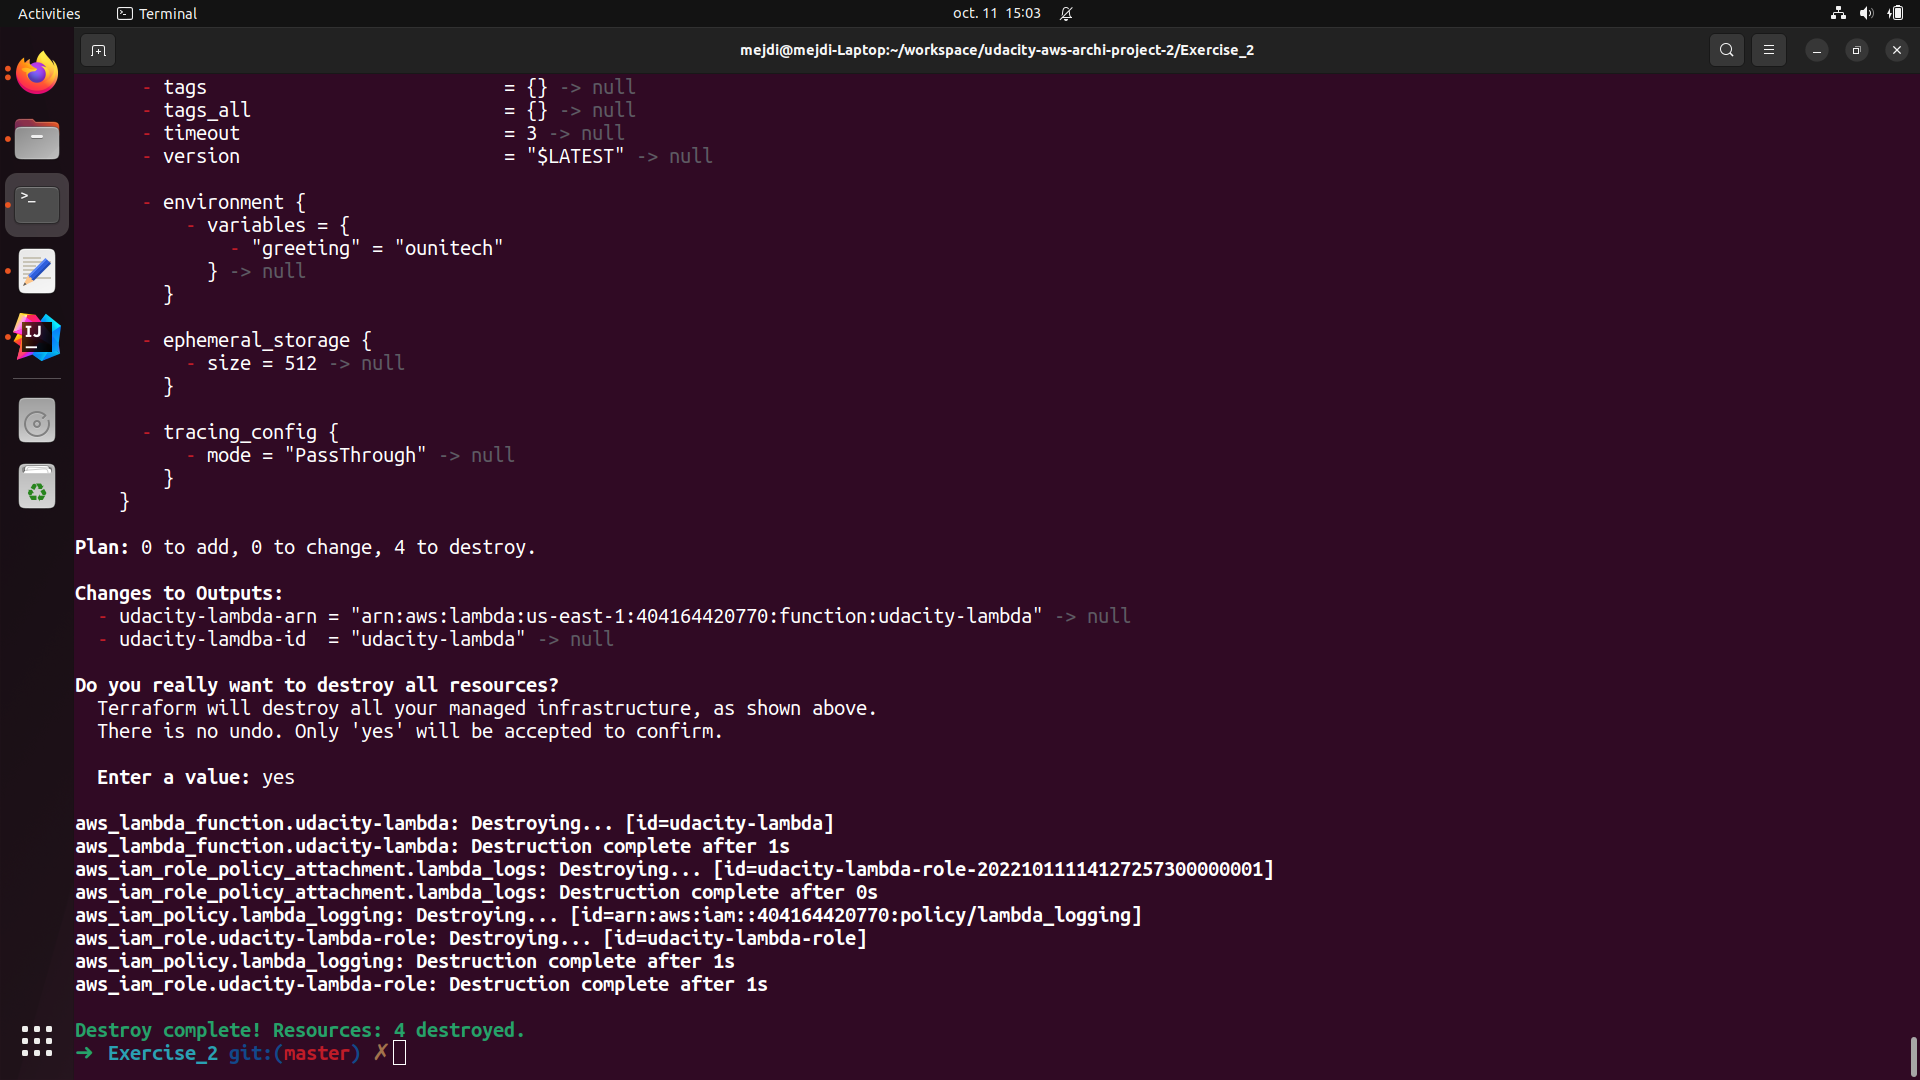 Activities
Terminal
oct. 11 15:03
mejdi@mejdi-Laptop:~/workspace/udacity-aws-archi-project-2/Exercise_2
- tags = {} -> null
- tags_all = {} -> null
- timeout = 3 -> null
- version = "$LATEST" -> null
- environment {
- variables = {
- "greeting" = "ounitech"
} -> null
}
- ephemeral_storage {
- size = 512 -> null
}
- tracing_config {
- mode = "PassThrough" -> null
}
}
Plan: 0 to add, 0 to change, 4 to destroy.
Changes to Outputs:
- udacity-lambda-arn = "arn:aws:lambda:us-east-1:404164420770:function:udacity-lambda" -> null
- udacity-lamdba-id = "udacity-lambda" -> null
Do you really want to destroy all resources?
Terraform will destroy all your managed infrastructure, as shown above.
There is no undo. Only 'yes' will be accepted to confirm.
Enter a value: yes
aws_lambda_function.udacity-lambda: Destroying... [id=udacity-lambda]
aws_lambda_function.udacity-lambda: Destruction complete after 1s
aws_iam_role_policy_attachment.lambda_logs: Destroying... [id=udacity-lambda-role-20221011114127257300000001]
aws_iam_role_policy_attachment.lambda_logs: Destruction complete after 0s
aws_iam_policy.lambda_logging: Destroying... [id=arn:aws:iam::404164420770:policy/lambda_logging]
aws_iam_role.udacity-lambda-role: Destroying... [id=udacity-lambda-role]
aws_iam_policy.lambda_logging: Destruction complete after 1s
aws_iam_role.udacity-lambda-role: Destruction complete after 1s
Destroy complete! Resources: 4 destroyed.
➜ Exercise_2 git:(master) ✗
IJ